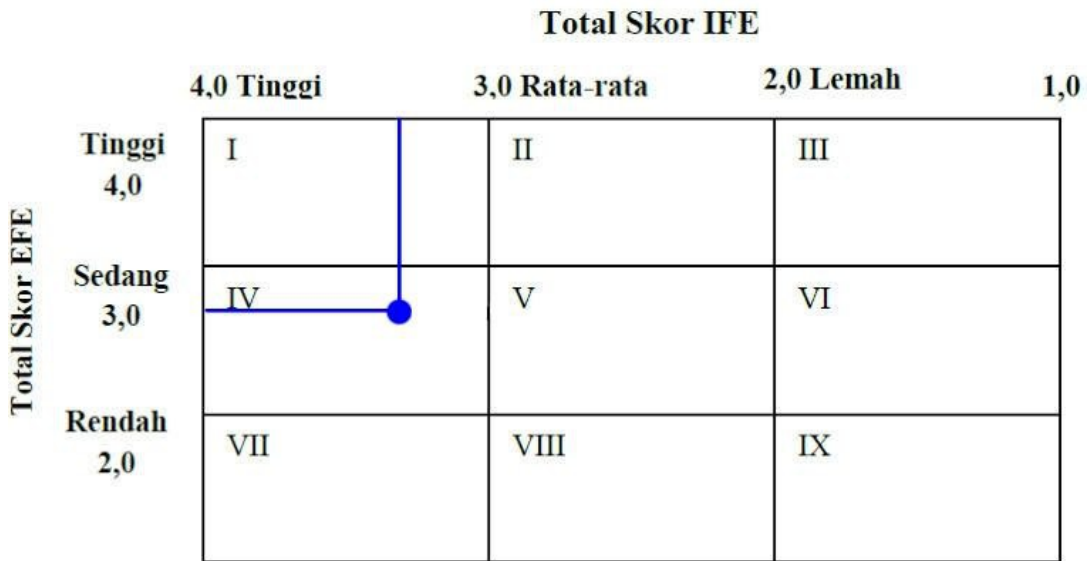 Total Skor IFE
4,0 Tinggi 3,0 Rata-rata 2,0 Lemah 1,0
Total Skor EFE
Tinggi
4,0
I II III
Sedang
3,0
IV V VI
Rendah
2,0
VII VIII IX